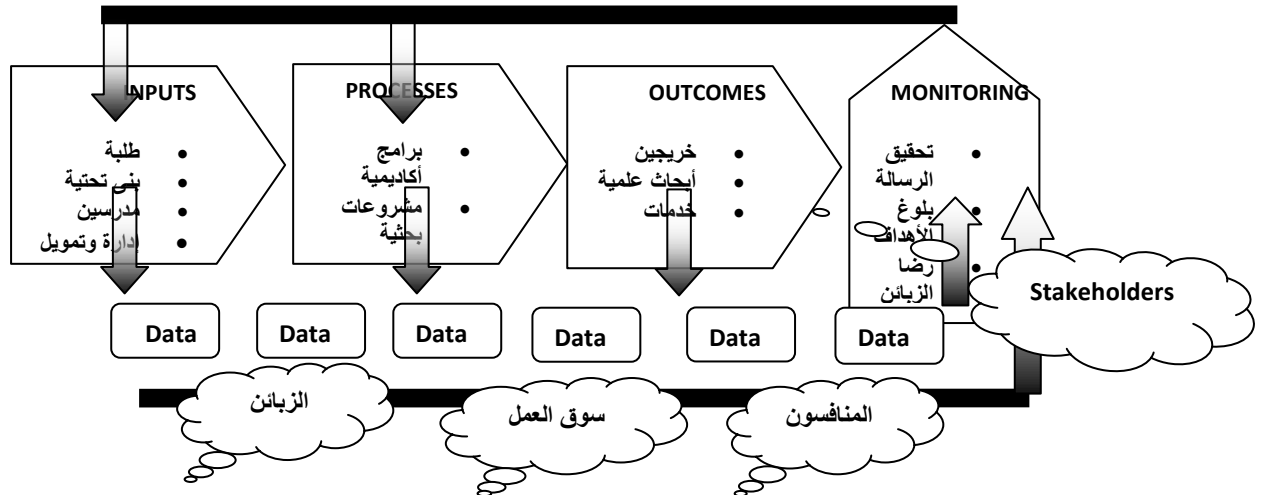 INPUTS
• طلبة
• بنى تحتية
• مدرسين
• إدارة وتمويل
PROCESSES
• برامج
أكاديمية
• مشروعات
بحثية
OUTCOMES
• خريجين
• أبحاث علمية
• خدمات
MONITORING
• تحقيق
الرسالة
• بلوغ
الأهداف
• رضا
الزبائن
Stakeholders
Data
Data
Data
Data
Data
Data
الزبائن
سوق العمل
المنافسون